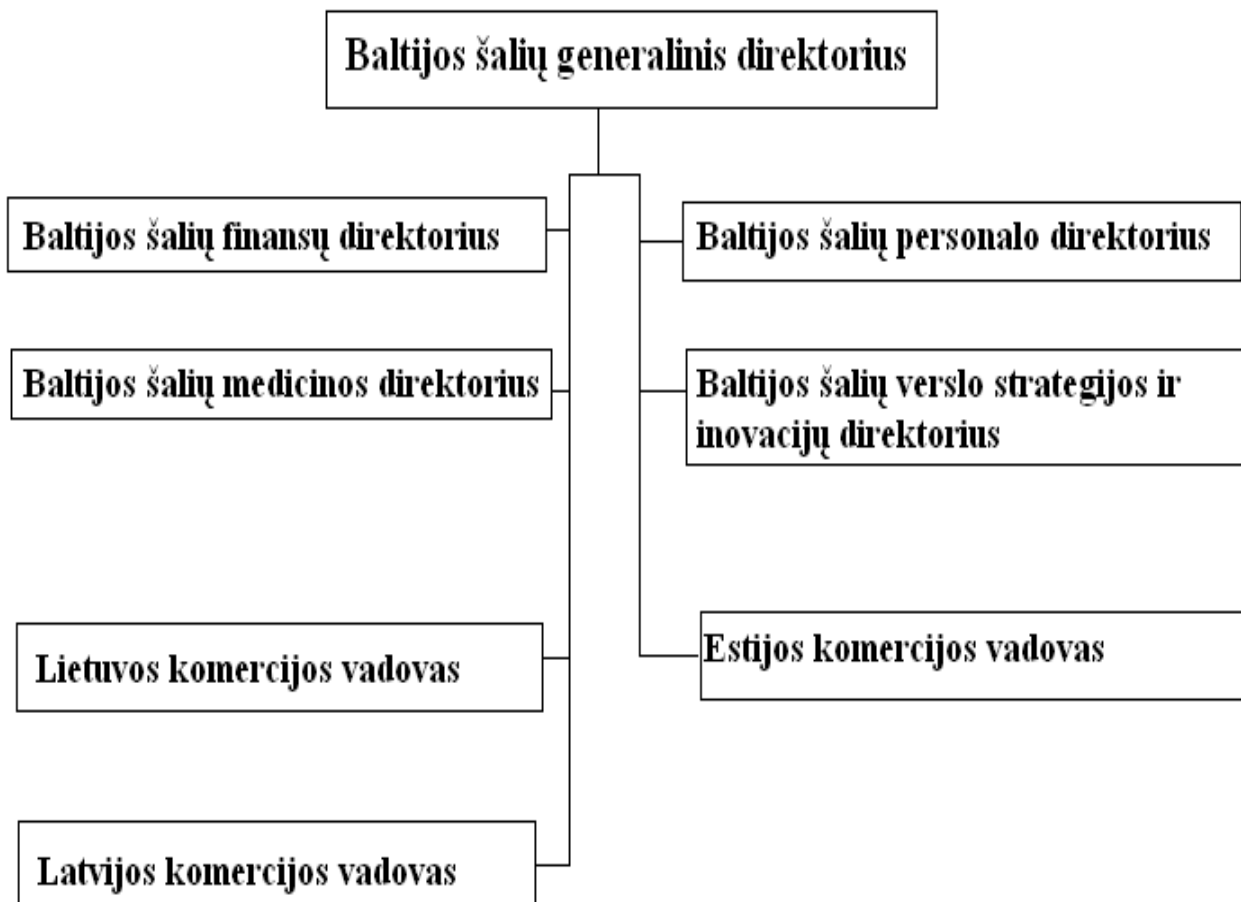 Baltijos šalių generalinis direktorius
Baltijos šalių finansų direktorius
Baltijos šalių personalo direktorius
Baltijos šalių medicinos direktorius
Baltijos šalių verslo strategijos ir
inovacijų direktorius
Lietuvos komercijos vadovas
Estijos komercijos vadovas
Latvijos komercijos vadovas